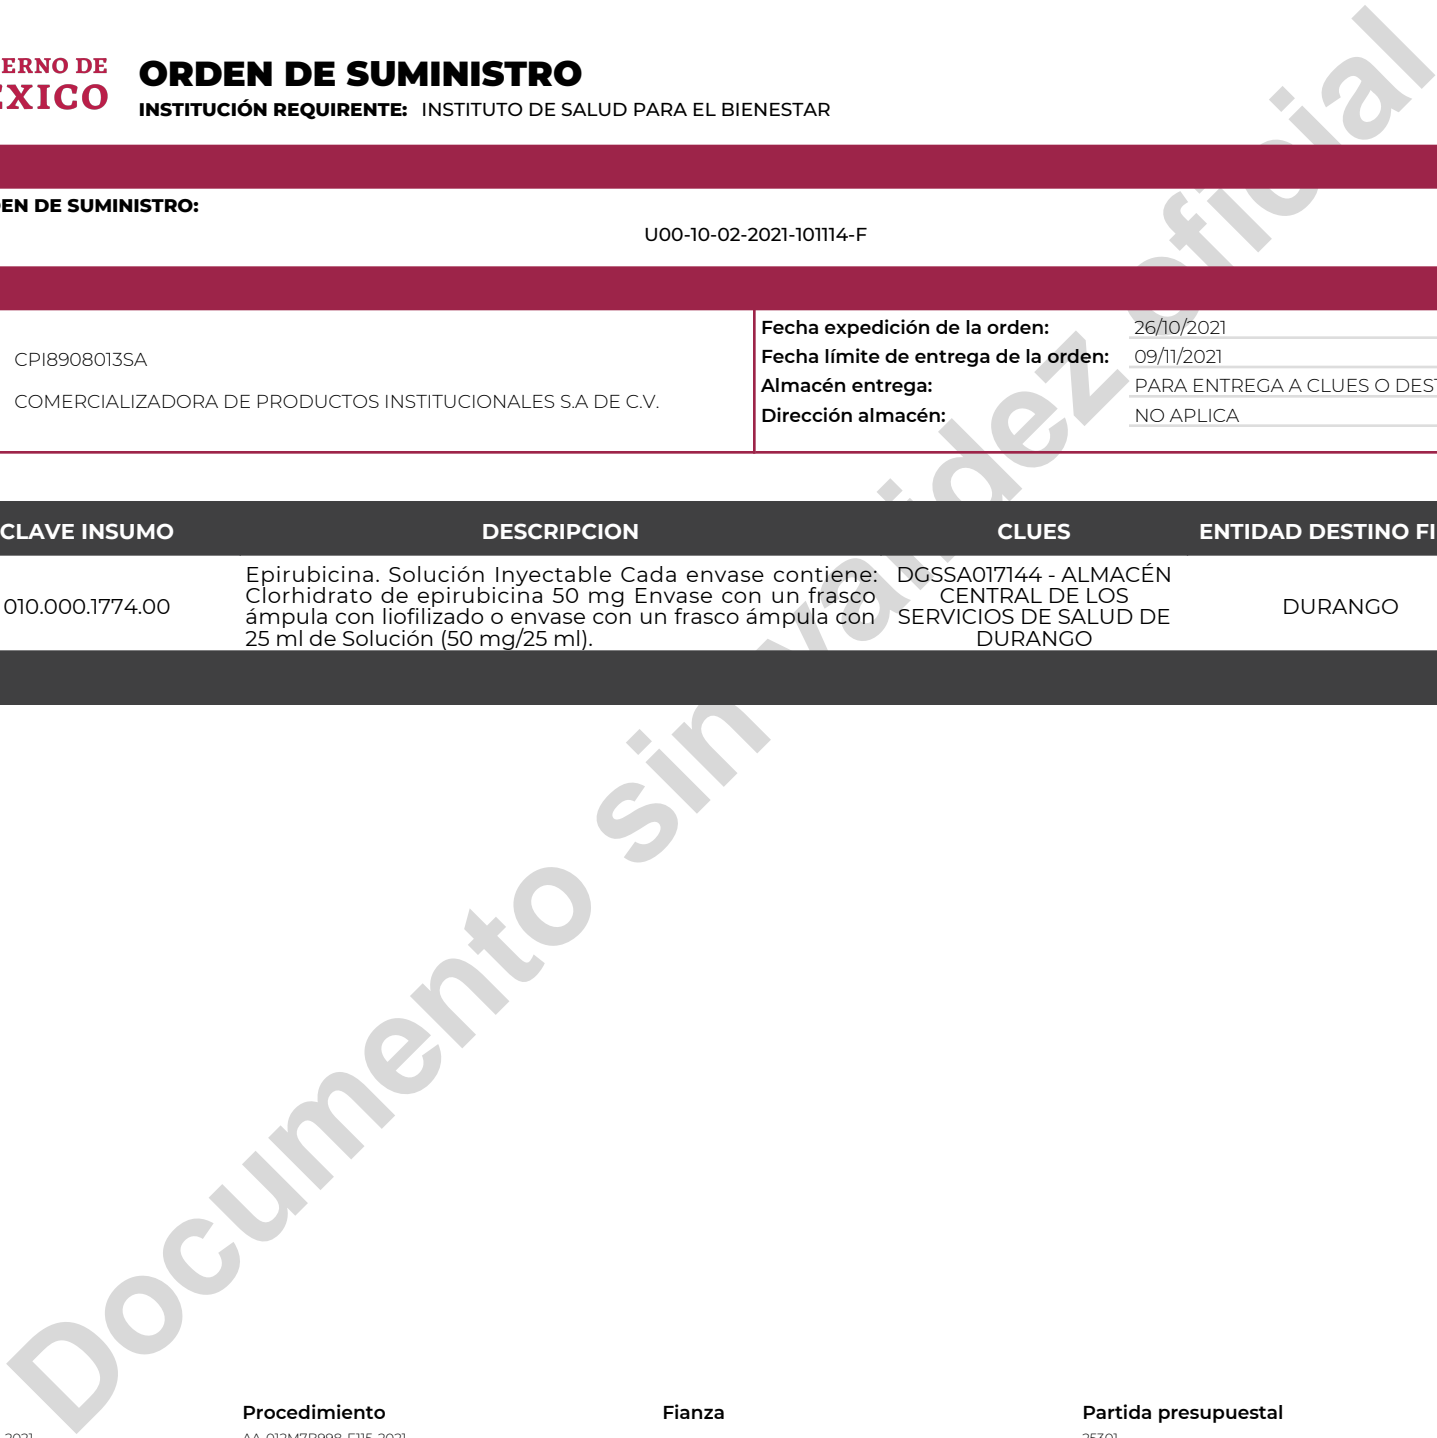 ERNO DE
ORDEN DE SUMINISTRO
INSTITUCIÓN REQUIRENTE: INSTITUTO DE SALUD PARA EL BIENESTAR
EN DE SUMINISTRO:
U00-10-02-2021-101114-F
CPI8908013SA
COMERCIALIZADORA DE PRODUCTOS INSTITUCIONALES S.A DE C.V.
Fecha expedición de la orden: 26/10/2021
Fecha límite de entrega de la orden: 09/11/2021
Almacén entrega: PARA ENTREGA A CLUES O DEST
Dirección almacén: NO APLICA
CLAVE INSUMO DESCRIPCION CLUES ENTIDAD DESTINO FI
010.000.1774.00
Epirubicina. Solución Inyectable Cada envase contiene:
Clorhidrato de epirubicina 50 mg Envase con un frasco
ámpula con liofilizado o envase con un frasco ámpula con
25 ml de Solución (50 mg/25 ml).
DGSSA017144 - ALMACÉN
CENTRAL DE LOS
SERVICIOS DE SALUD DE
DURANGO
DURANGO
Documento sin validez oficial
Procedimiento Fianza Partida presupuestal